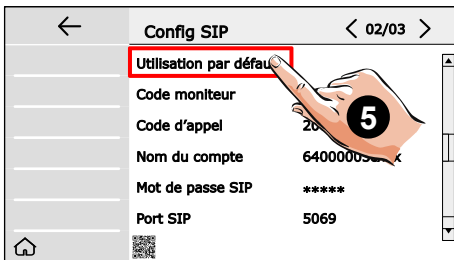 Config SIP
02/03
Utilisation par
Code moniteur
Code d'appel
Nom du compte
Mot de passe SIP *****
Port SIP 5069
5